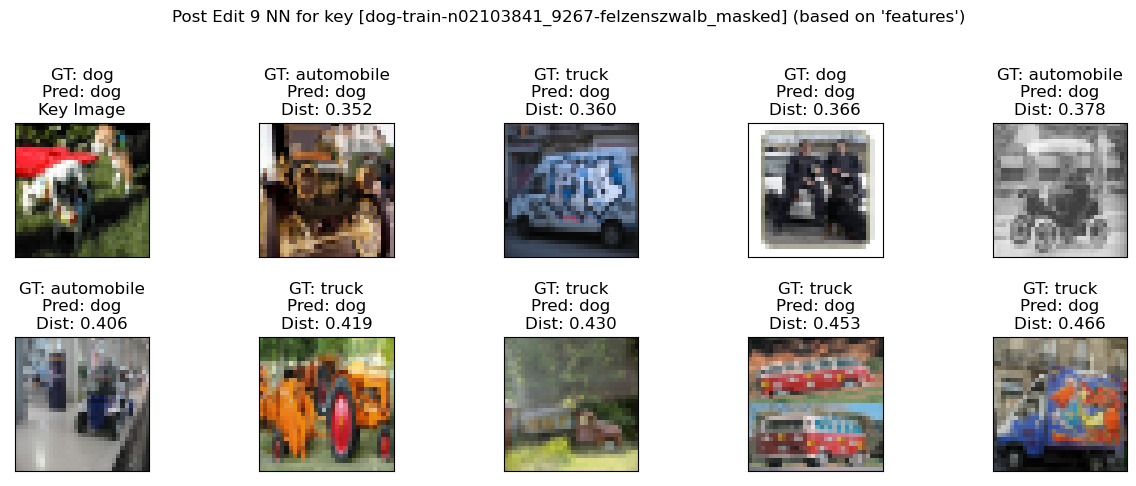 Post Edit 9 NN for key [dog-train-n02103841_9267-felzenszwalb_masked] (based on 'features')
GT: dog
Pred: dog
Key Image
GT: automobile
Pred: dog
Dist: 0.352
GT: truck
Pred: dog
Dist: 0.360
GT: dog
Pred: dog
Dist: 0.366
GT: automobile
Pred: dog
Dist: 0.378
GT: automobile
Pred: dog
Dist: 0.406
GT: truck
Pred: dog
Dist: 0.419
GT: truck
Pred: dog
Dist: 0.430
GT: truck
Pred: dog
Dist: 0.453
GT: truck
Pred: dog
Dist: 0.466